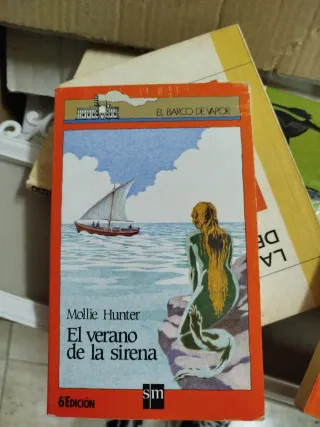 EL BARCO DE VAPOR
Mollie Hunter
El verano
de la sirena
6ª EDICIÓN
sm
LA
DE